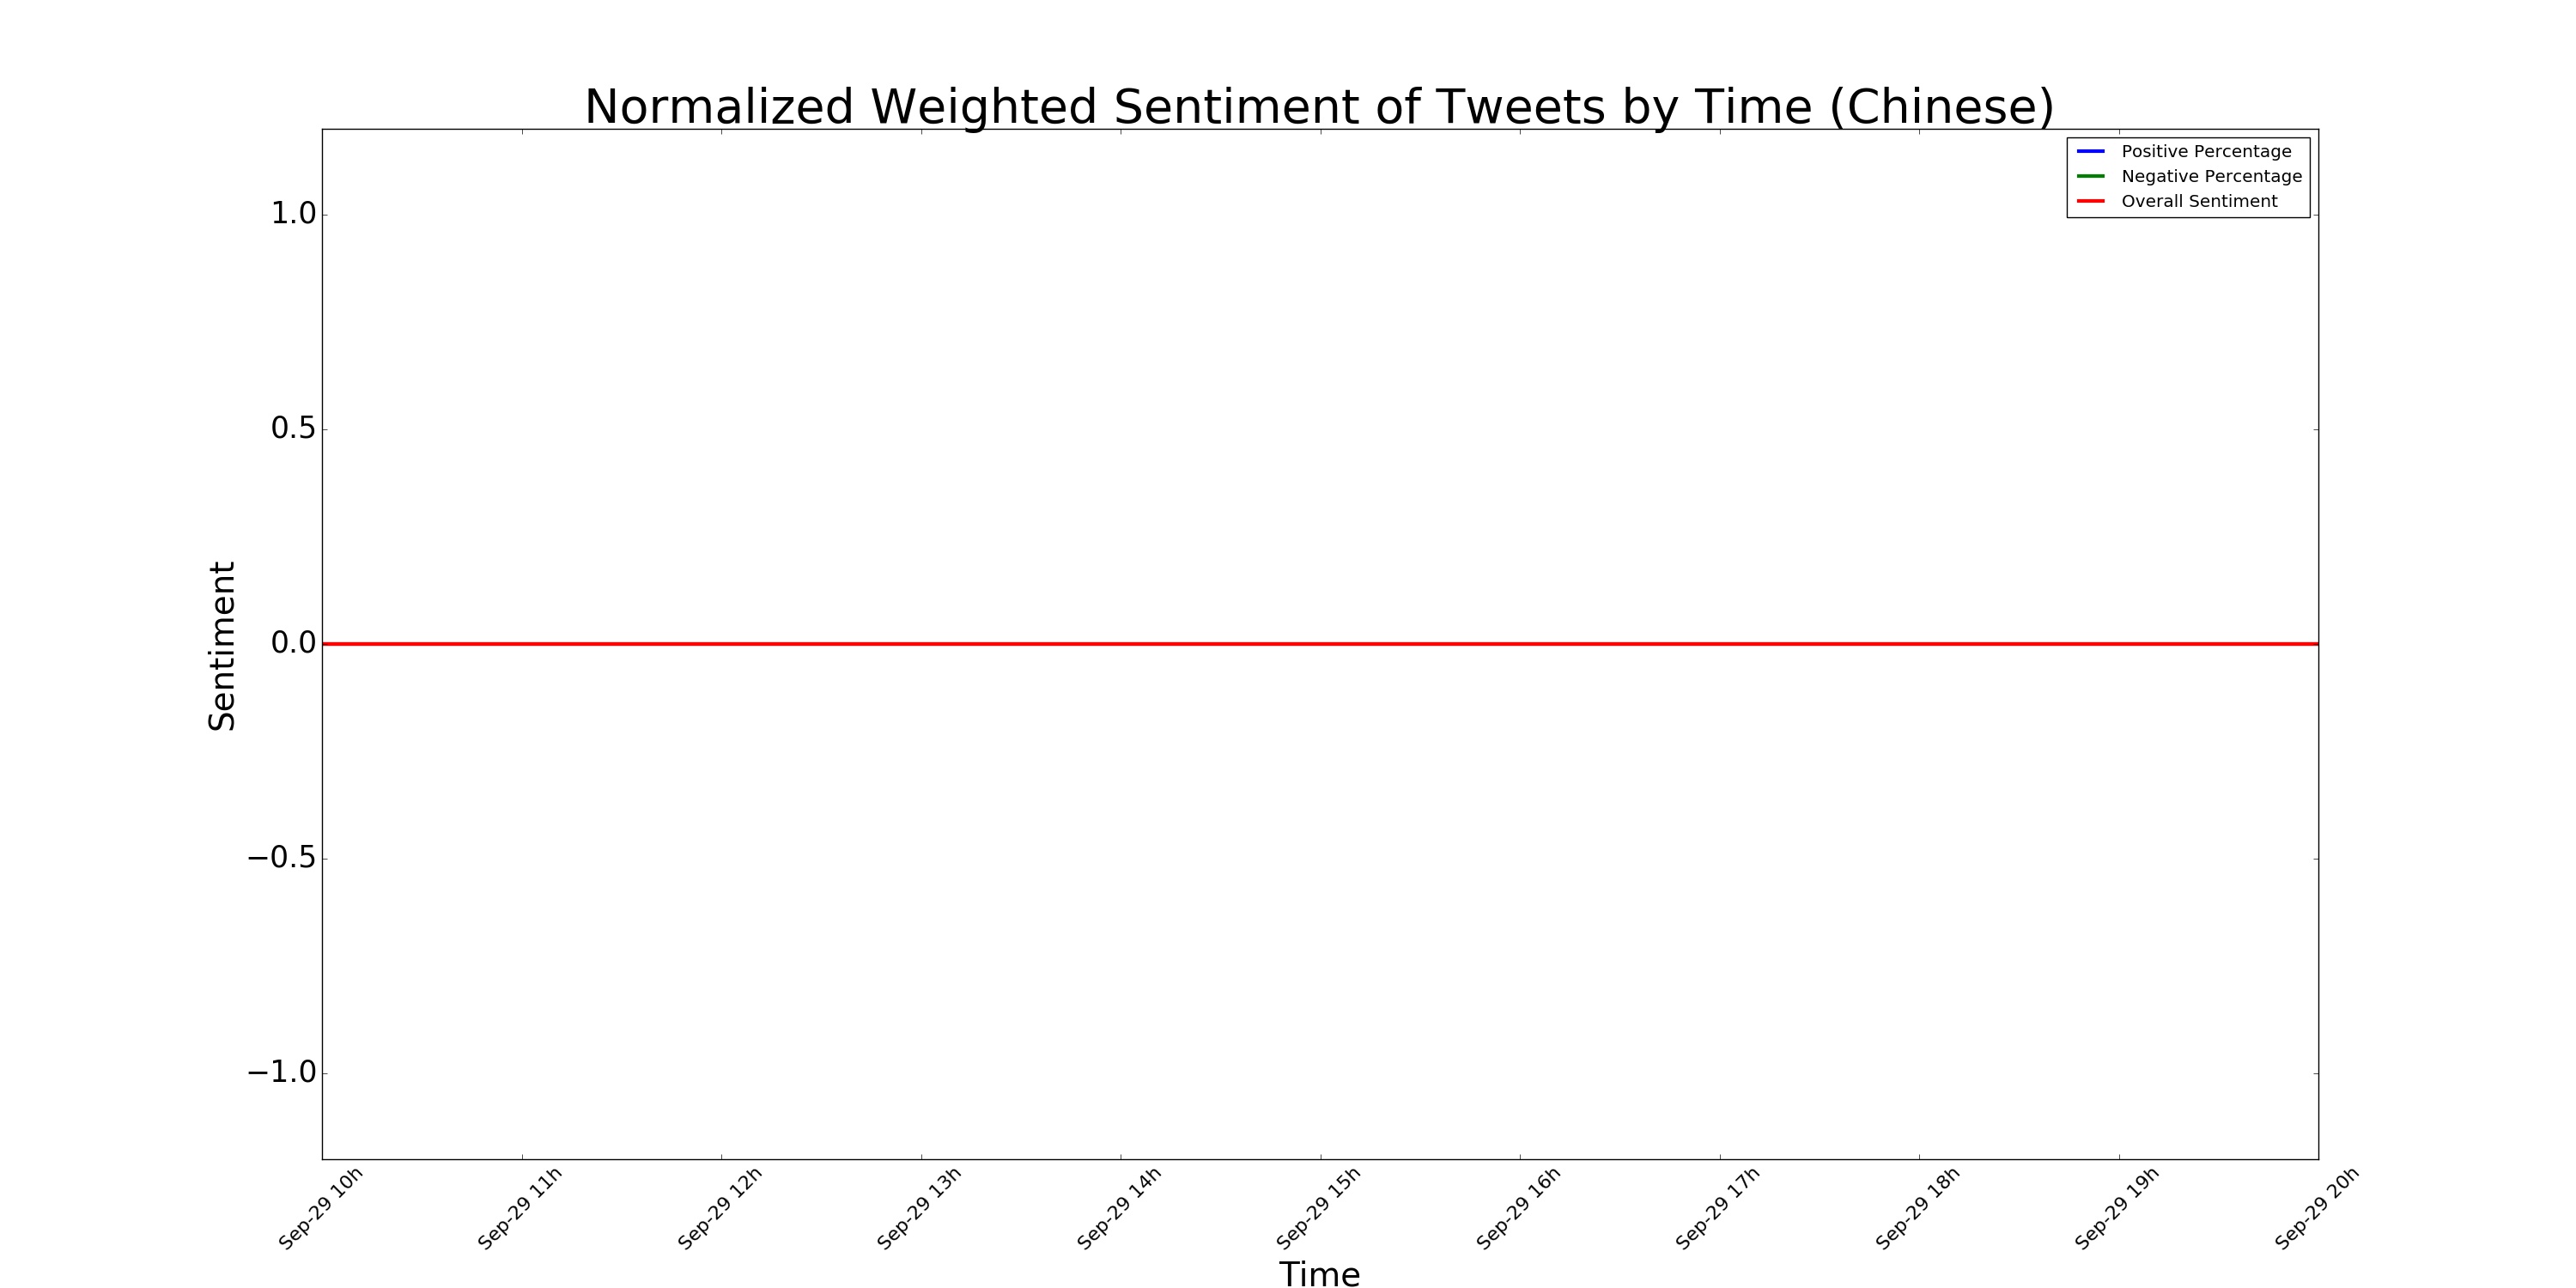 Normalized Weighted Sentiment of Tweets by Time (Chinese)
Positive Percentage
Negative Percentage
Overall Sentiment
1.0
0.5
0.0
−0.5
−1.0
Sentiment
Sep-29 10h
Sep-29 11h
Sep-29 12h
Sep-29 13h
Sep-29 14h
Sep-29 15h
Sep-29 16h
Sep-29 17h
Sep-29 18h
Sep-29 19h
Sep-29 20h
Time